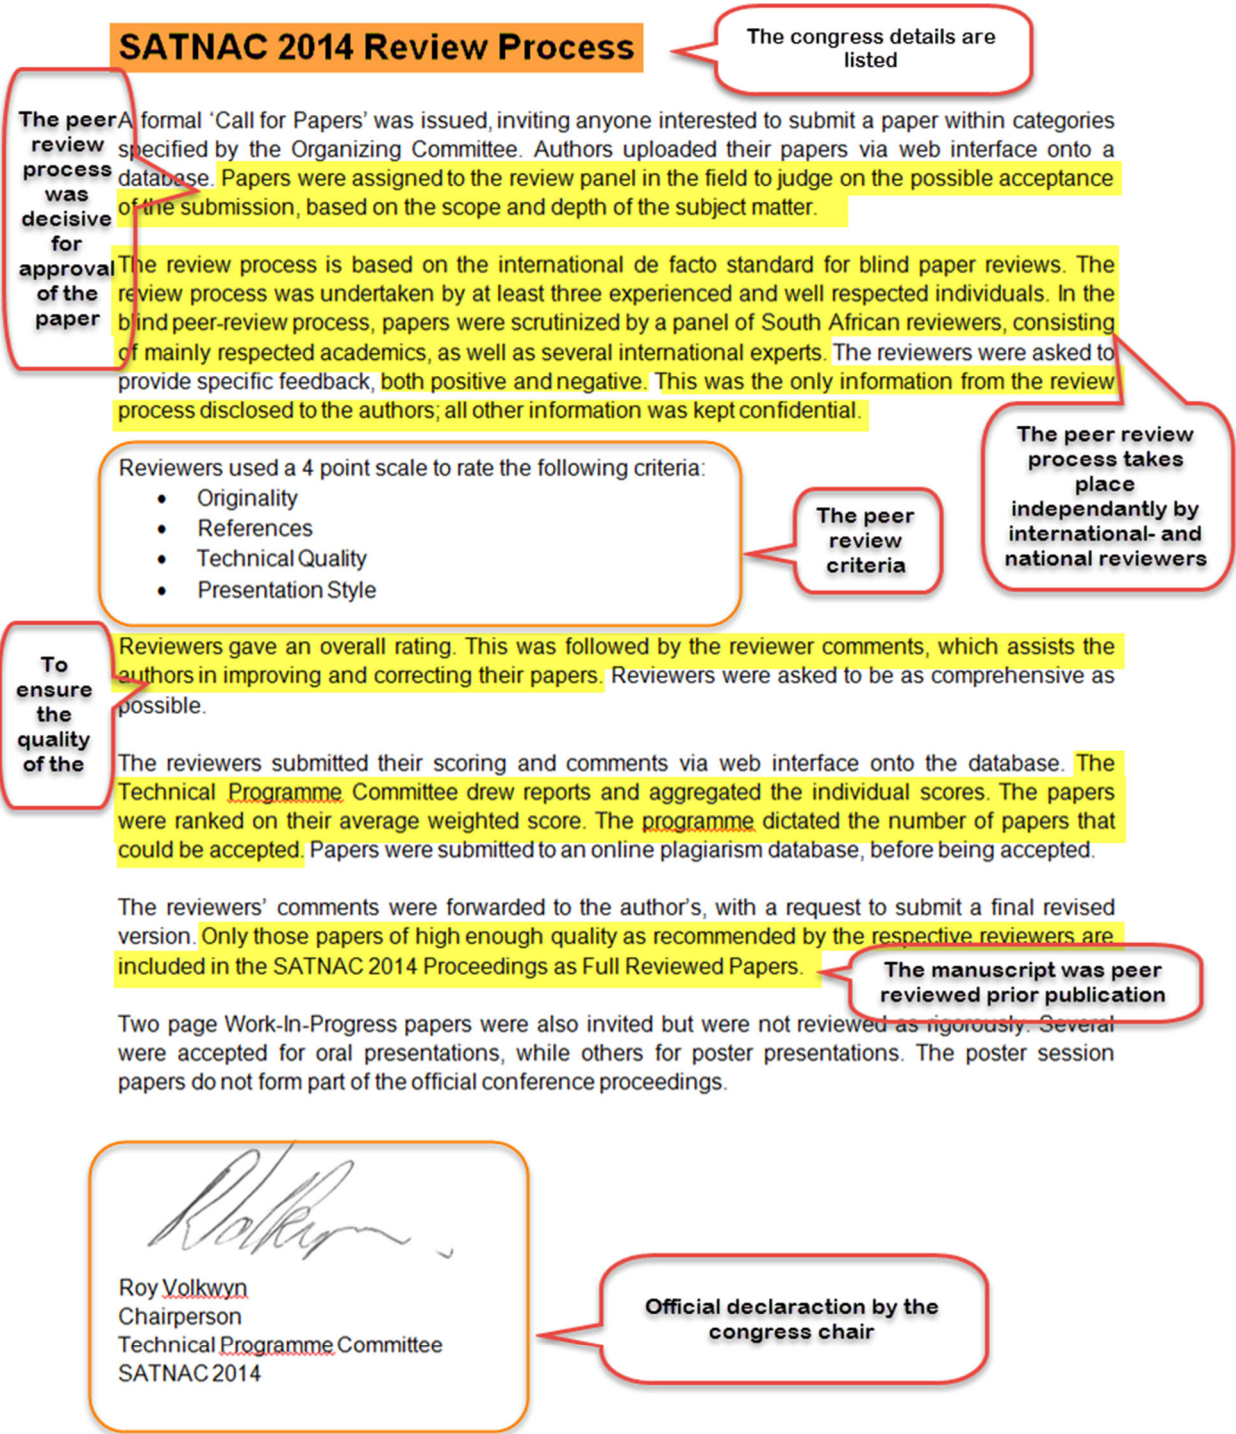 SATNAC 2014 Review Process
The congress details are
listed
The peer
review
process
was
decisive
for
approval
of the
paper
A formal ‘Call for Papers’ was issued, inviting anyone interested to submit a paper within categories
specified by the Organizing Committee. Authors uploaded their papers via web interface onto a
database. Papers were assigned to the review panel in the field to judge on the possible acceptance
of the submission, based on the scope and depth of the subject matter.
The review process is based on the international de facto standard for blind paper reviews. The
review process was undertaken by at least three experienced and well respected individuals. In the
blind peer-review process, papers were scrutinized by a panel of South African reviewers, consisting
of mainly respected academics, as well as several international experts. The reviewers were asked to
provide specific feedback, both positive and negative. This was the only information from the review
process disclosed to the authors; all other information was kept confidential.
The peer review
process takes
place
independantly by
international- and
national reviewers
Reviewers used a 4 point scale to rate the following criteria:
• Originality
• References
• Technical Quality
• Presentation Style
The peer
review
criteria
To
ensure
the
quality
of the
Reviewers gave an overall rating. This was followed by the reviewer comments, which assists the
authors in improving and correcting their papers. Reviewers were asked to be as comprehensive as
possible.
The reviewers submitted their scoring and comments via web interface onto the database. The
Technical Programme Committee drew reports and aggregated the individual scores. The papers
were ranked on their average weighted score. The programme dictated the number of papers that
could be accepted. Papers were submitted to an online plagiarism database, before being accepted.
The reviewers’ comments were forwarded to the author’s, with a request to submit a final revised
version. Only those papers of high enough quality as recommended by the respective reviewers are
included in the SATNAC 2014 Proceedings as Full Reviewed Papers.
The manuscript was peer
reviewed prior publication
Two page Work-In-Progress papers were also invited but were not reviewed as rigorously. Several
were accepted for oral presentations, while others for poster presentations. The poster session
papers do not form part of the official conference proceedings.
Roy Volkwyn
Chairperson
Technical Programme Committee
SATNAC 2014
Official declaraction by the
congress chair